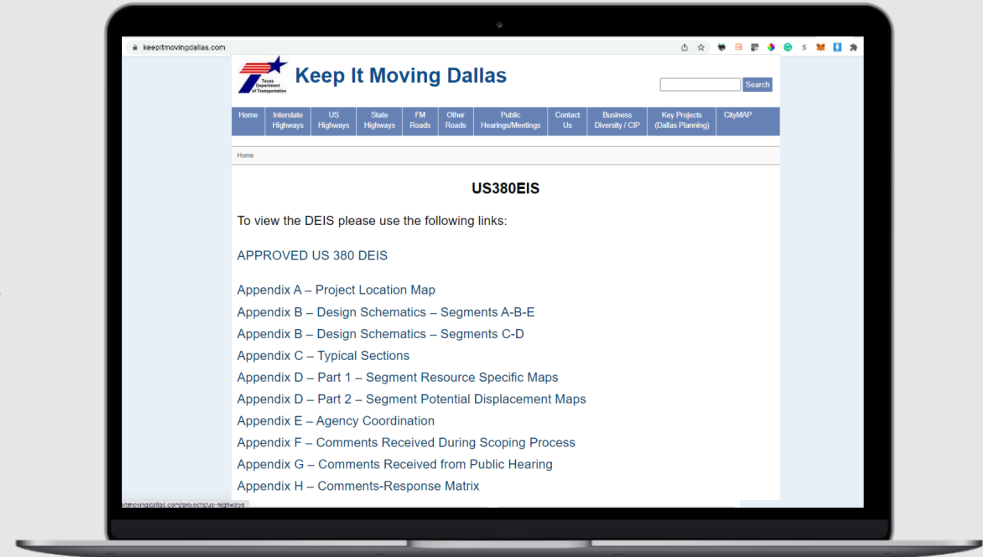 keepitmovingdallas.com
Texas
Department
of Transportation
Keep It Moving Dallas
Search
Home
Interstate
Highways
US
Highways
State
Highways
FM
Roads
Other
Roads
Public
Hearings/Meetings
Contact
Us
Business
Diversity / CIP
Key Projects
(Dallas Planning)
CityMAP
Home
US380EIS
To view the DEIS please use the following links:
APPROVED US 380 DEIS
Appendix A – Project Location Map
Appendix B – Design Schematics – Segments A-B-E
Appendix B – Design Schematics – Segments C-D
Appendix C – Typical Sections
Appendix D – Part 1 – Segment Resource Specific Maps
Appendix D – Part 2 – Segment Potential Displacement Maps
Appendix E – Agency Coordination
Appendix F – Comments Received During Scoping Process
Appendix G – Comments Received from Public Hearing
Appendix H – Comments-Response Matrix
itmovingdallas.com/projects/us-highways